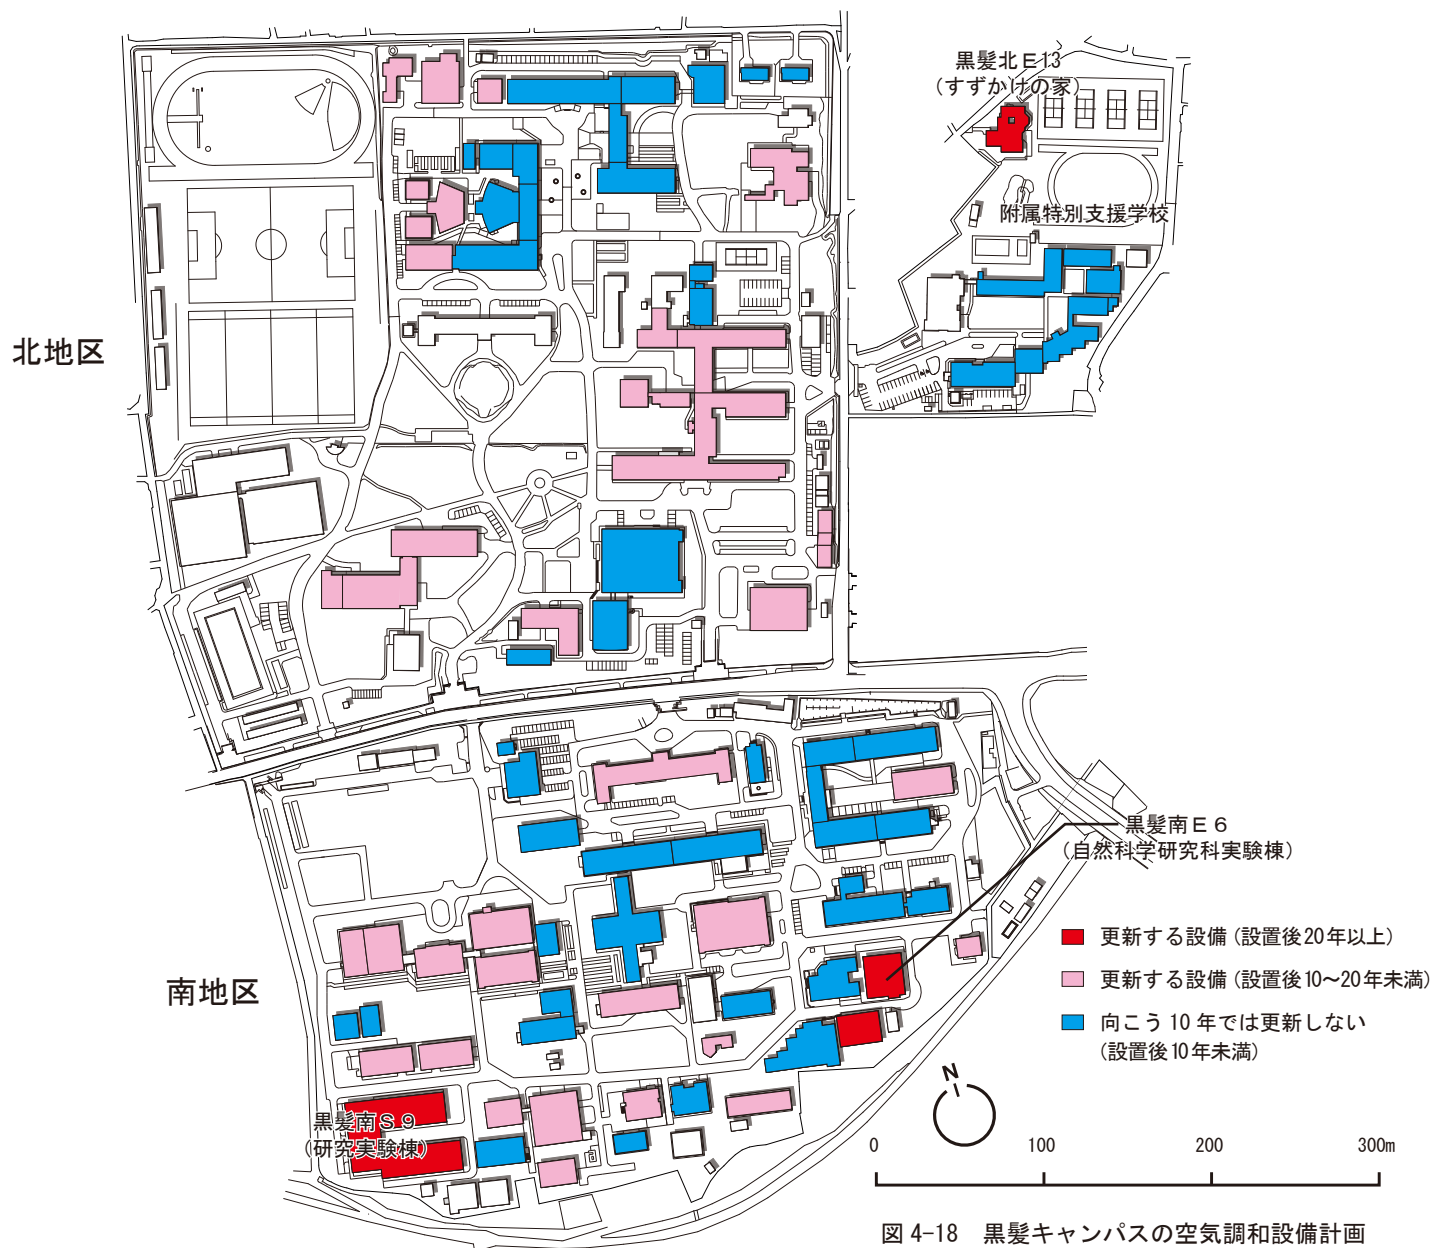 黒髪北Ｅ13
(すずかけの家)
附属特別支援学校
北地区
黒髪南Ｅ６
(自然科学研究科実験棟)
更新する設備 (設置後20年以上)
更新する設備 (設置後10〜20年未満)
向こう 10 年では更新しない
(設置後10年未満)
南地区
黒髪南Ｓ９
(研究実験棟)
N
0 100 200 300m
図 4-18 黒髪キャンパスの空気調和設備計画